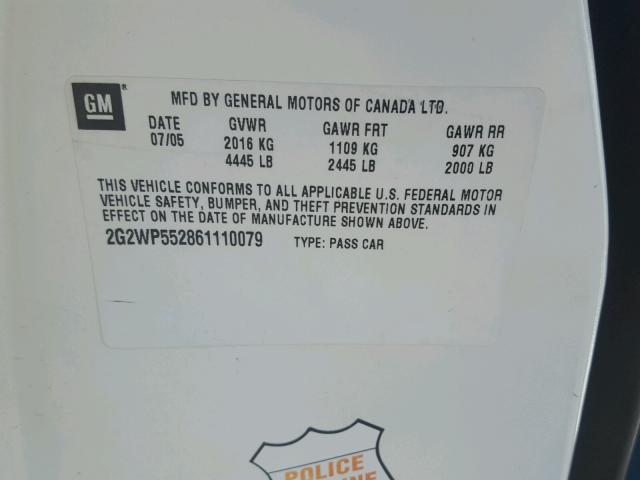 GM®
MFD BY GENERAL MOTORS OF CANADA LTD.
DATE GVWR GAWR FRT GAWR RR
07/05 2016 KG 1109 KG 907 KG
4445 LB 2445 LB 2000 LB
THIS VEHICLE CONFORMS TO ALL APPLICABLE U.S. FEDERAL MOTOR
VEHICLE SAFETY, BUMPER, AND THEFT PREVENTION STANDARDS IN
EFFECT ON THE DATE OF MANUFACTURE SHOWN ABOVE.
2G2WP552861110079 TYPE: PASS CAR
POLICE